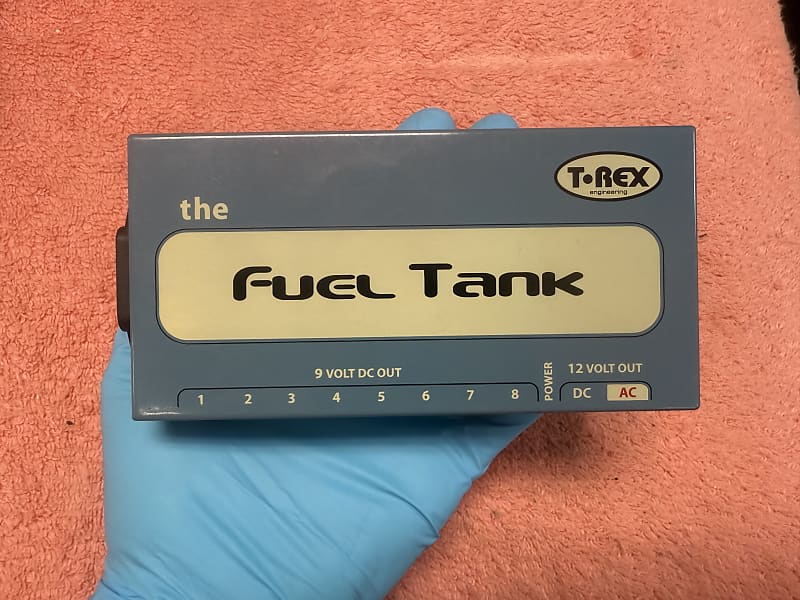 T·REX
engineering
the
Fuel Tank
9 VOLT DC OUT
1 2 3 4 5 6 7 8
POWER
12 VOLT OUT
DC AC